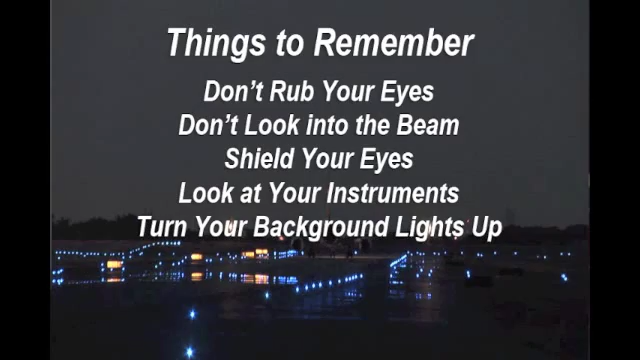 Things to Remember
Don't Rub Your Eyes
Don't Look into the Beam
Shield Your Eyes
Look at Your Instruments
Turn Your Background Lights Up